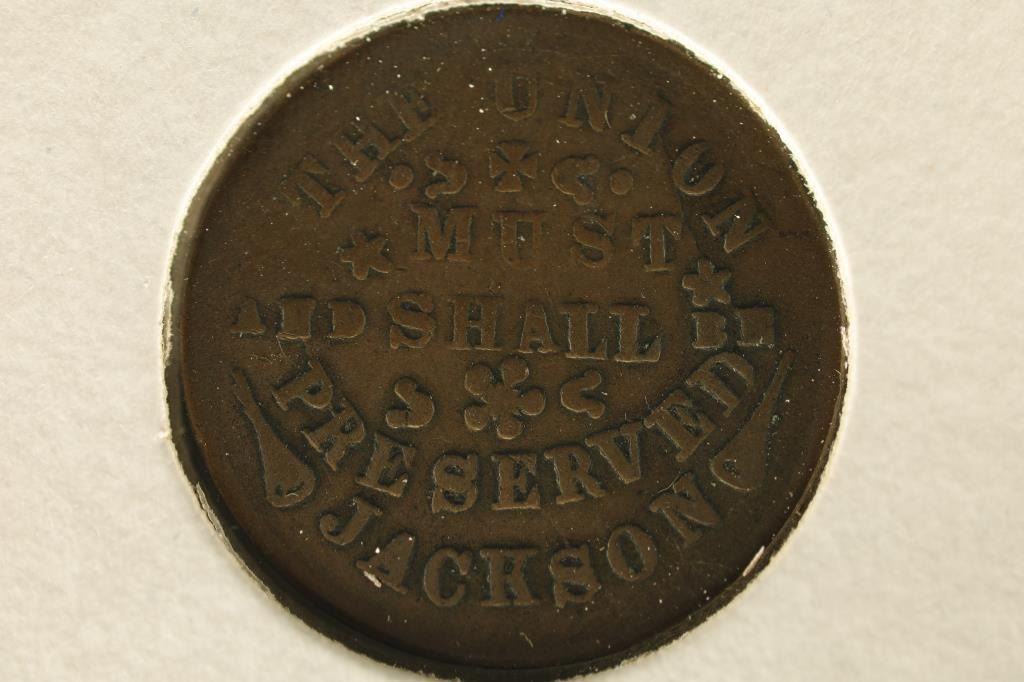 THE UNION
MUST
AND SHALL BE
PRESERVED
JACKSON